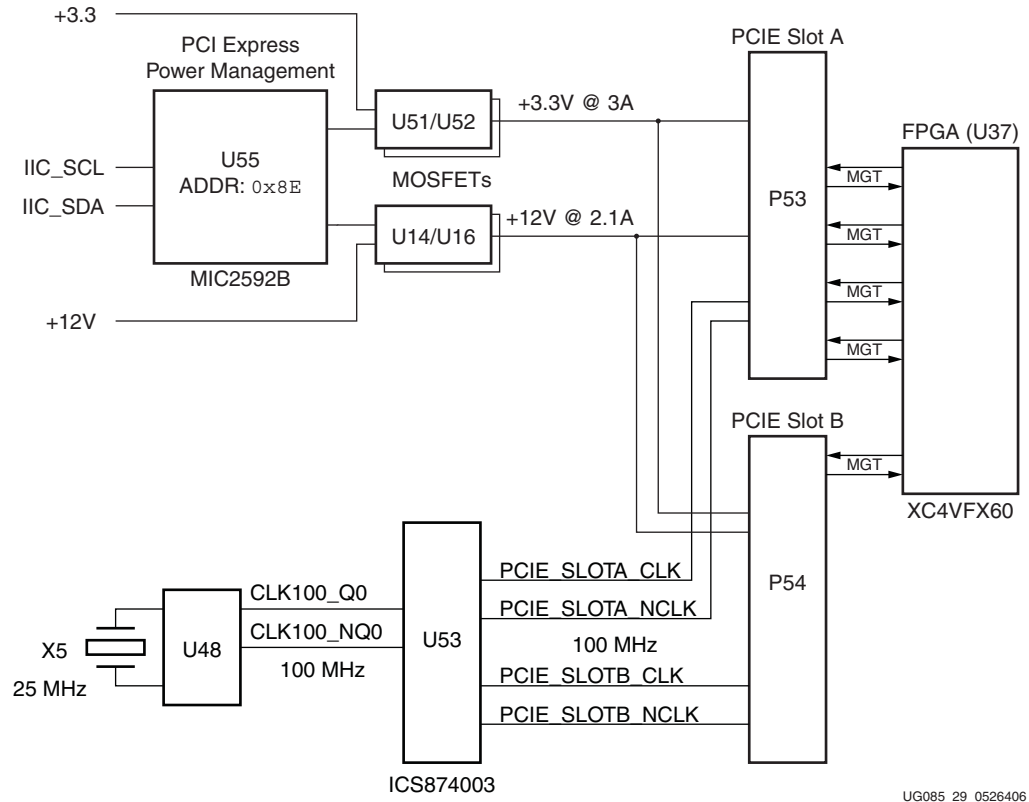 +3.3
PCI Express
Power Management
PCIE Slot A
U51/U52
+3.3V @ 3A
FPGA (U37)
IIC_SCL
U55
ADDR: 0x8E
MOSFETs
MGT
P53
IIC_SDA
U14/U16
+12V @ 2.1A
MGT
MIC2592B
MGT
+12V
MGT
PCIE Slot B
MGT
XC4VFX60
PCIE_SLOTA_CLK
P54
CLK100_Q0
PCIE_SLOTA_NCLK
CLK100_NQ0
U53
X5
U48
100 MHz
100 MHz
25 MHz
PCIE_SLOTB_CLK
PCIE_SLOTB_NCLK
ICS874003
UG085_29_0526406